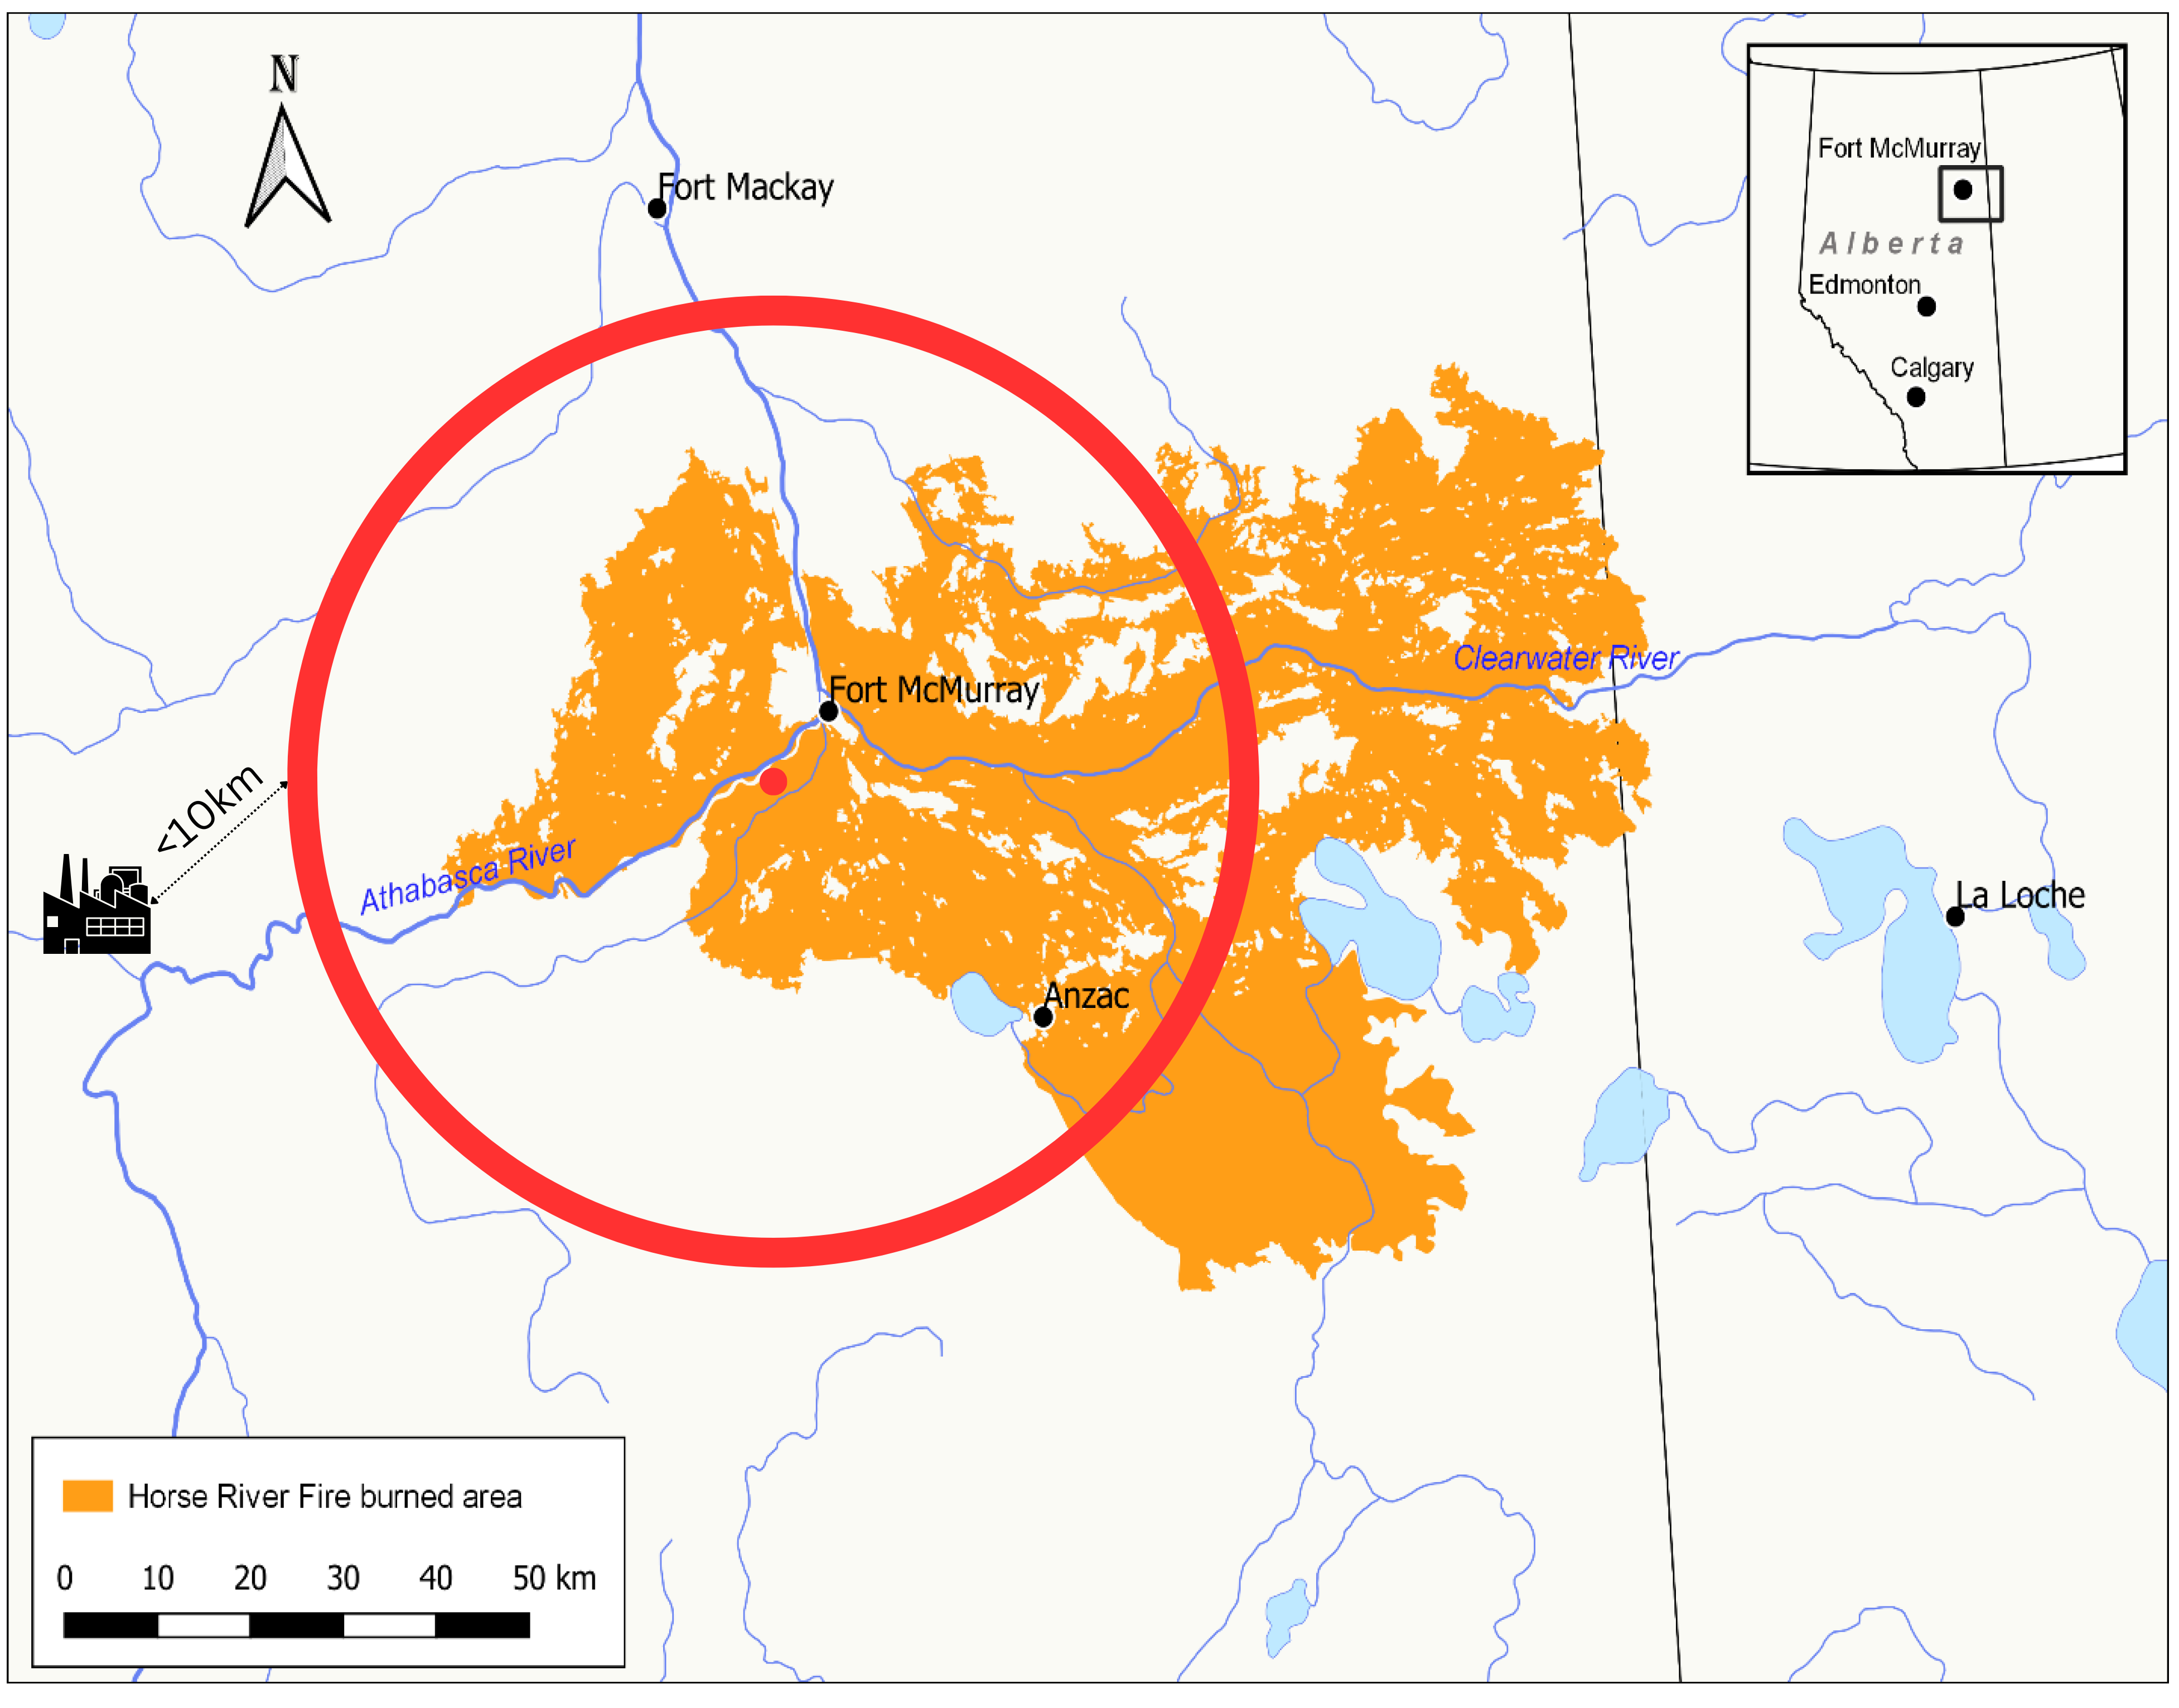 N
Fort Mackay
Fort McMurray
Alberta
Edmonton
Calgary
Clearwater River
Fort McMurray
<10km
Athabasca River
La Loche
Anzac
Horse River Fire burned area
0 10 20 30 40 50 km